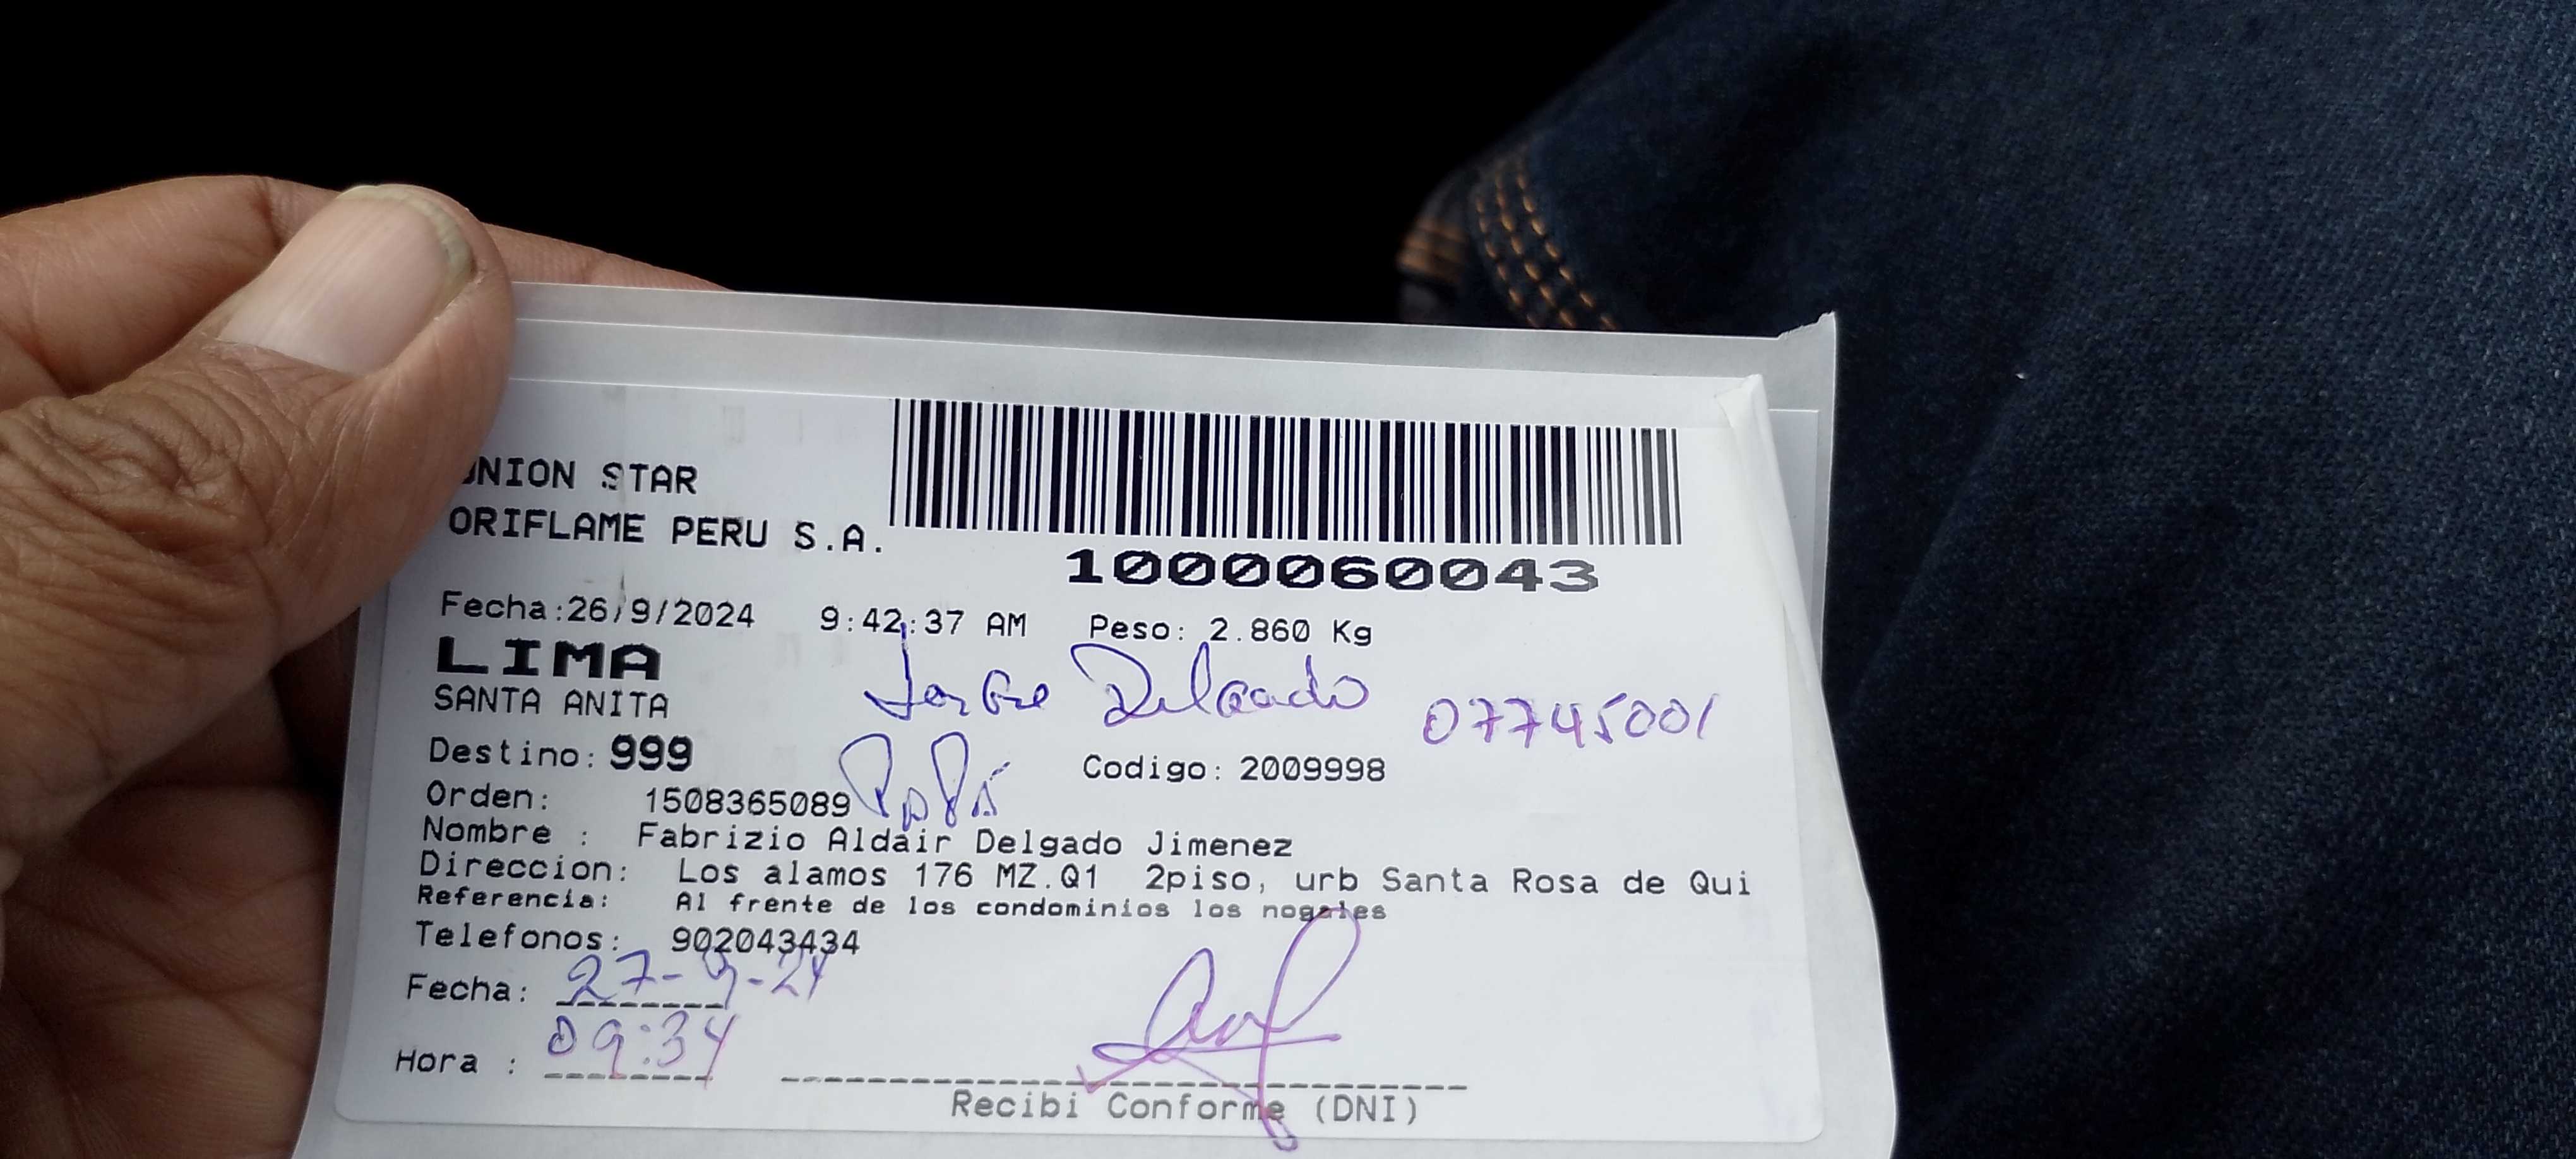 UNION STAR
ORIFLAME PERU S.A.
1000060043
Fecha:26/9/2024 9:42:37 AM Peso: 2.860 Kg
LIMA
SANTA ANITA
Jorge Delgado 07745001
Destino: 999
Papá
Codigo: 2009998
Orden: 1508365089
Nombre : Fabrizio Aldair Delgado Jimenez
Direccion: Los alamos 176 MZ.Q1 2piso, urb Santa Rosa de Qui
Referencia: Al frente de los condominios los nogales
Telefonos: 902043434
Fecha: 27-9-24
Hora : 09:34
Recibi Conforme (DNI)